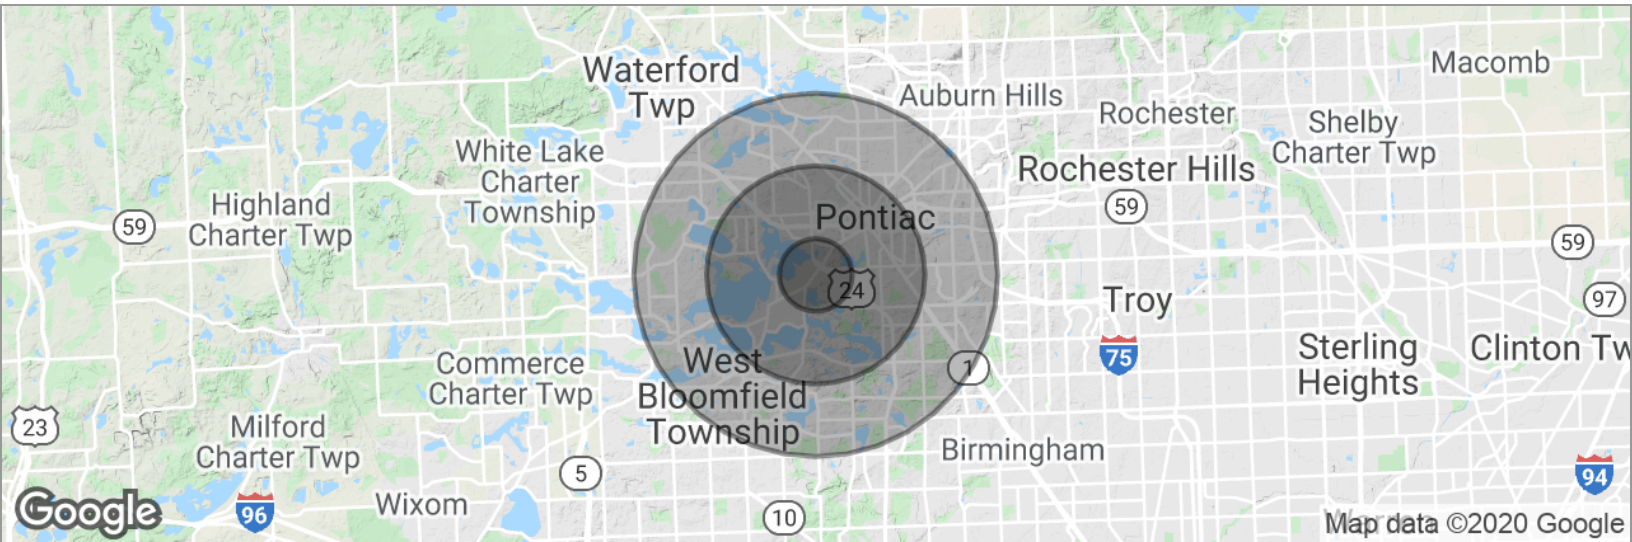 Waterford
Twp
Macomb
Auburn Hills
Rochester
Shelby
Charter Twp
White Lake
Charter
Township
Rochester Hills
59
Highland
Charter Twp
59
Pontiac
59
24
97
Troy
75
Sterling
Heights
Clinton Tw
West
Bloomfield
Township
1
Commerce
Charter Twp
23
Milford
Charter Twp
Birmingham
5
94
Wixom
96
10
Google
Map data ©2020 Google